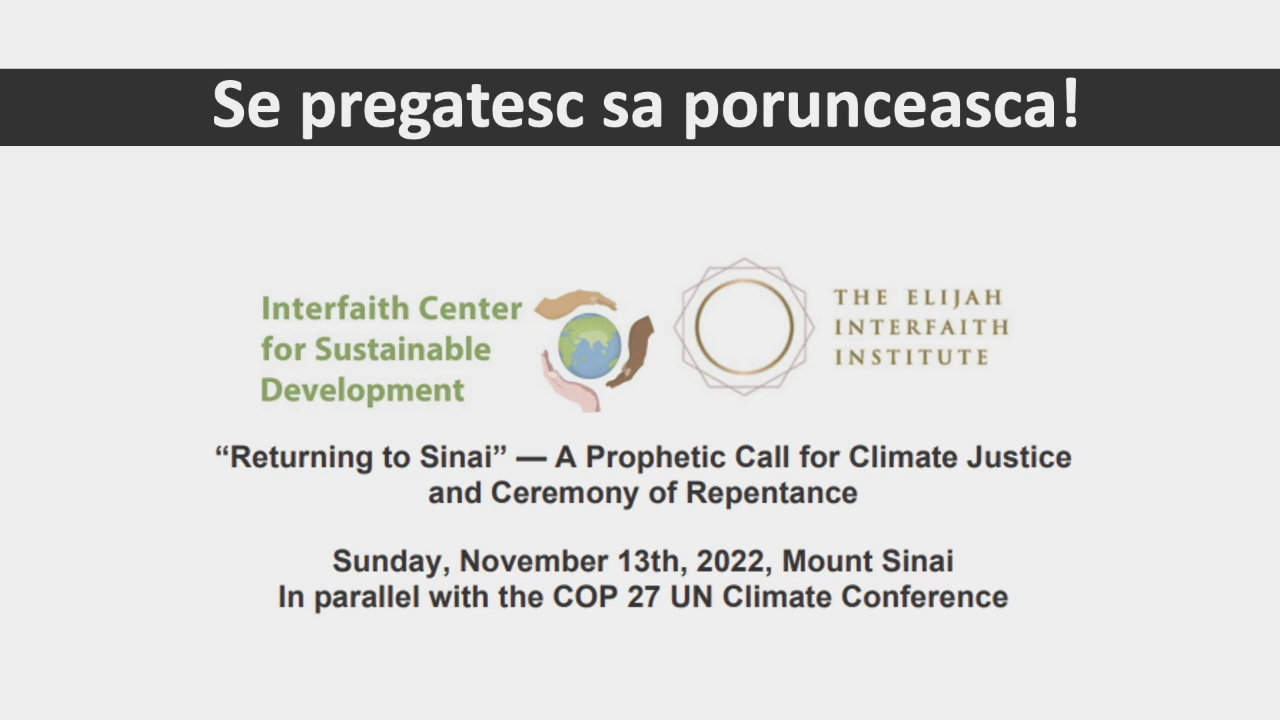 Se pregatesc sa porunceasca!
Interfaith Center
for Sustainable
Development
THE ELIJAH
INTERFAITH
INSTITUTE
“Returning to Sinai” — A Prophetic Call for Climate Justice
and Ceremony of Repentance
Sunday, November 13th, 2022, Mount Sinai
In parallel with the COP 27 UN Climate Conference